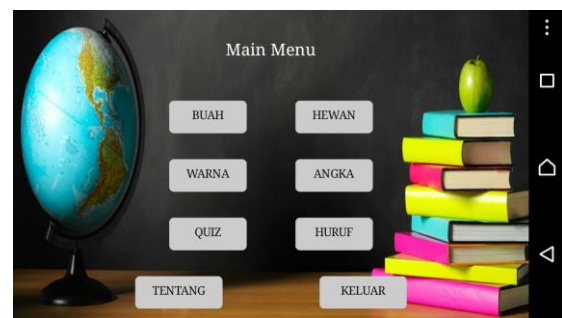 Main Menu
BUAH HEWAN
WARNA ANGKA
QUIZ HURUF
TENTANG KELUAR